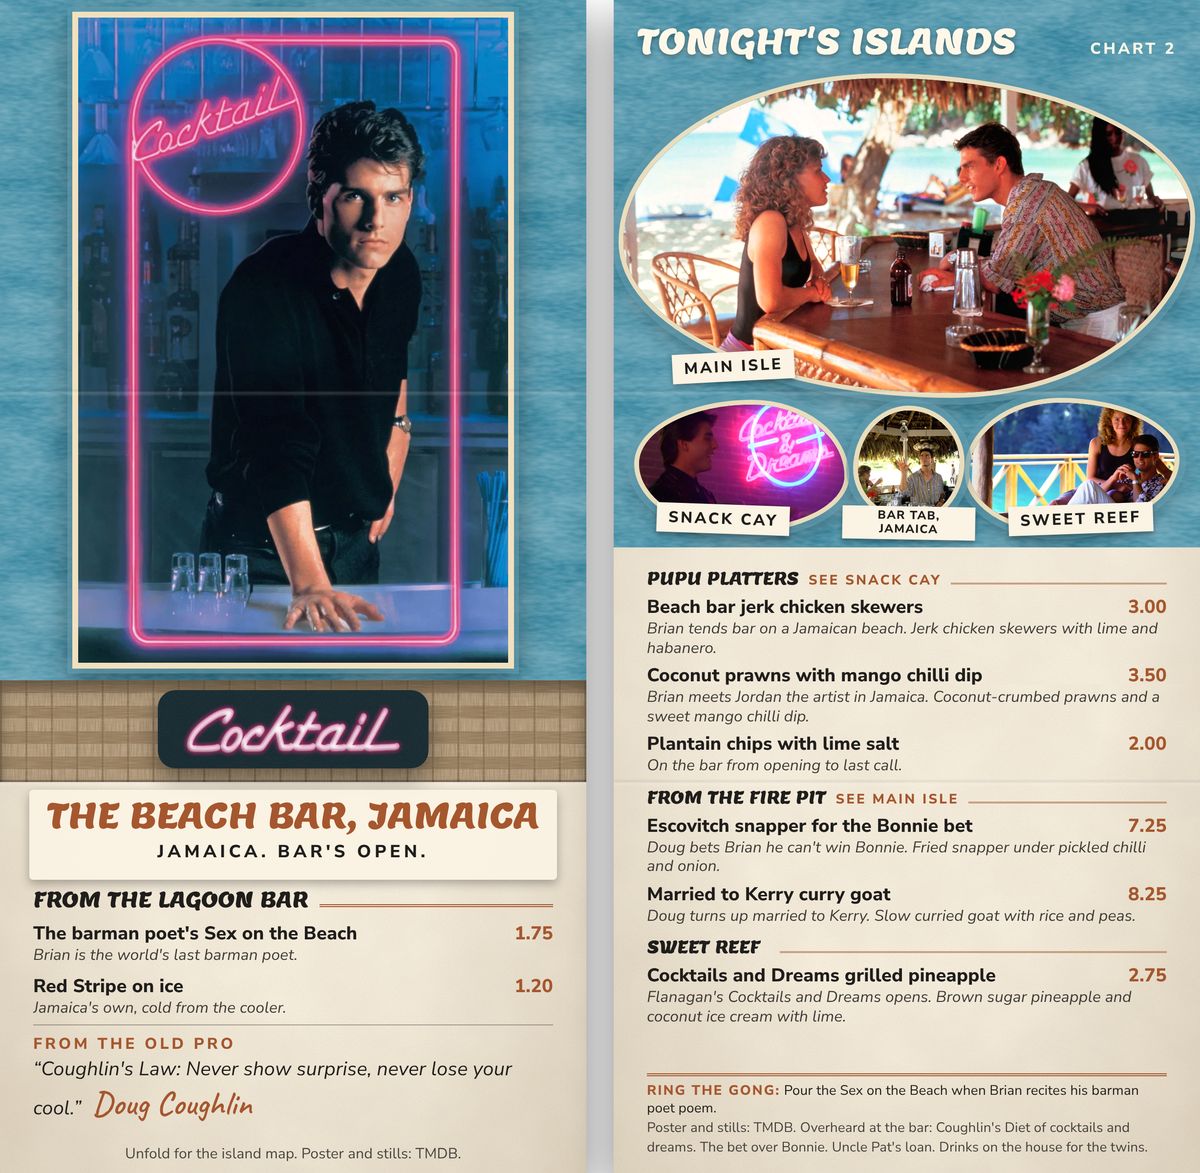 Cocktail
Cocktail
THE BEACH BAR, JAMAICA
JAMAICA. BAR'S OPEN.
FROM THE LAGOON BAR
The barman poet's Sex on the Beach 1.75
Brian is the world's last barman poet.
Red Stripe on ice 1.20
Jamaica's own, cold from the cooler.
FROM THE OLD PRO
“Coughlin's Law: Never show surprise, never lose your
cool.” Doug Coughlin
Unfold for the island map. Poster and stills: TMDB.
TONIGHT'S ISLANDS CHART 2
MAIN ISLE
Cocktails
&
Dreams
SNACK CAY
BAR TAB,
JAMAICA
SWEET REEF
PUPU PLATTERS SEE SNACK CAY
Beach bar jerk chicken skewers 3.00
Brian tends bar on a Jamaican beach. Jerk chicken skewers with lime and
habanero.
Coconut prawns with mango chilli dip 3.50
Brian meets Jordan the artist in Jamaica. Coconut-crumbed prawns and a
sweet mango chilli dip.
Plantain chips with lime salt 2.00
On the bar from opening to last call.
FROM THE FIRE PIT SEE MAIN ISLE
Escovitch snapper for the Bonnie bet 7.25
Doug bets Brian he can't win Bonnie. Fried snapper under pickled chilli
and onion.
Married to Kerry curry goat 8.25
Doug turns up married to Kerry. Slow curried goat with rice and peas.
SWEET REEF
Cocktails and Dreams grilled pineapple 2.75
Flanagan's Cocktails and Dreams opens. Brown sugar pineapple and
coconut ice cream with lime.
RING THE GONG: Pour the Sex on the Beach when Brian recites his barman
poet poem.
Poster and stills: TMDB. Overheard at the bar: Coughlin's Diet of cocktails and
dreams. The bet over Bonnie. Uncle Pat's loan. Drinks on the house for the twins.